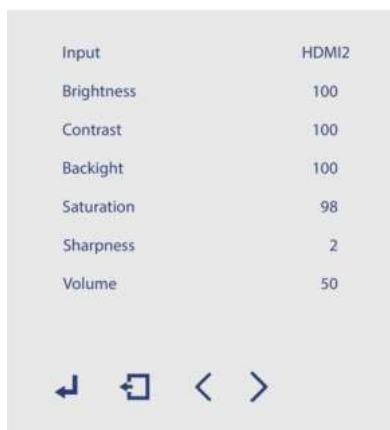 Input HDMI2
Brightness 100
Contrast 100
Backight 100
Saturation 98
Sharpness 2
Volume 50